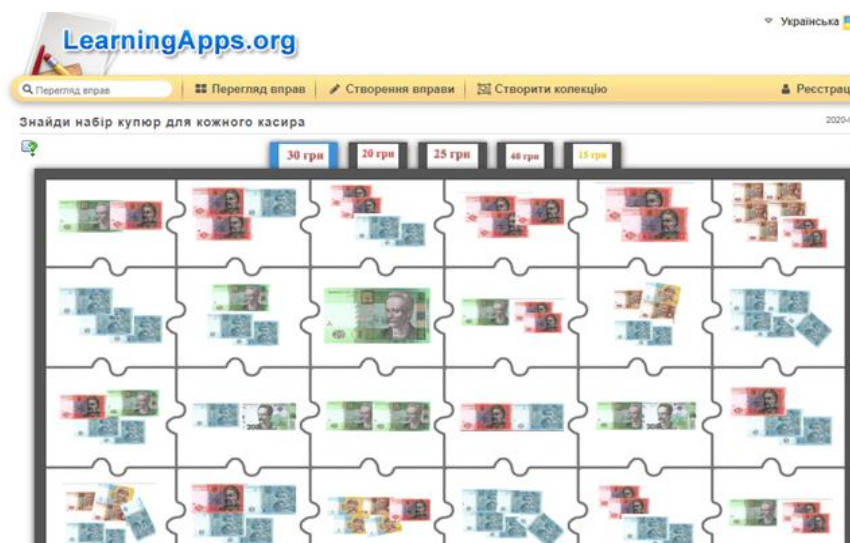 LearningApps.org
Українська
Перегляд вправ
Перегляд вправ
Створення вправи
Створити колекцію
Реєстрац
Знайди набір купюр для кожного касира
2020-
30 грн
20 грн
25 грн
40 грн
15 грн